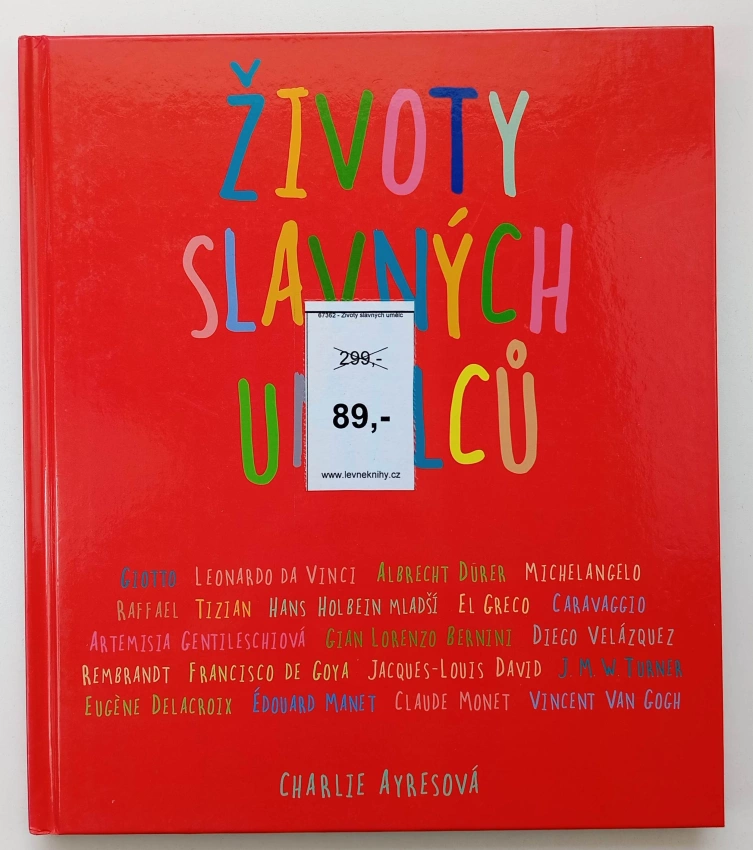 ŽIVOTY
SLAVNÝCH
67362 - Životy slavných umělc
299,-
89,-
www.levneknihy.cz
GIOTTO LEONARDO DA VINCI ALBRECHT DÜRER MICHELANGELO
RAFFAEL TIZIAN HANS HOLBEIN MLADŠÍ EL GRECO CARAVAGGIO
ARTEMISIA GENTILESCHIOVÁ GIAN LORENZO BERNINI DIEGO VELÁZQUEZ
REMBRANDT FRANCISCO DE GOYA JACQUES-LOUIS DAVID J. M. W. TURNER
EUGÈNE DELACROIX ÉDOUARD MANET CLAUDE MONET VINCENT VAN GOGH
CHARLIE AYRESOVÁ